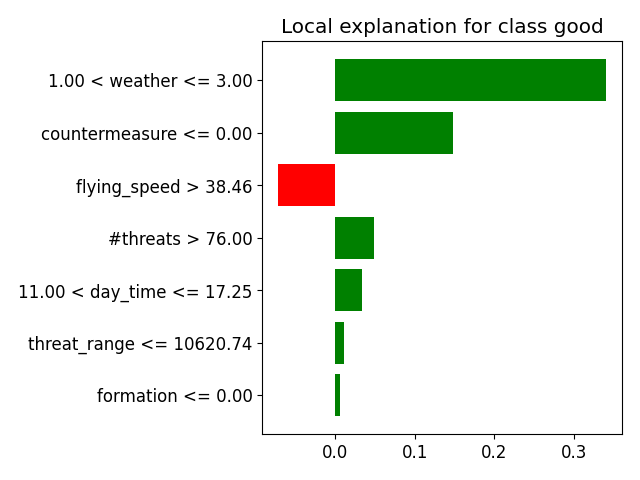 Local explanation for class good
1.00 < weather <= 3.00
countermeasure <= 0.00
flying_speed > 38.46
#threats > 76.00
11.00 < day_time <= 17.25
threat_range <= 10620.74
formation <= 0.00
0.0 0.1 0.2 0.3